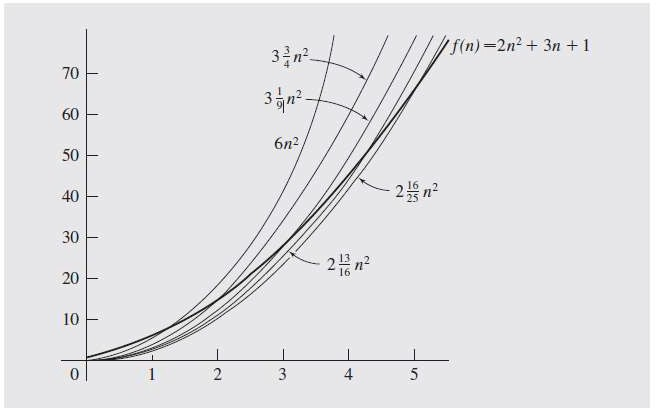 f(n) = 2n² + 3n + 1
3 3/4 n²
70
3 1/9 n²
60
6n²
50
2 16/25 n²
40
30
2 13/16 n²
20
10
0 1 2 3 4 5